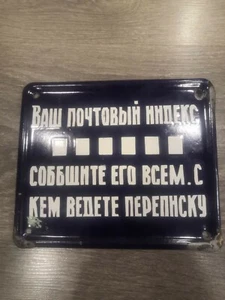 Ваш почтовый индекс
сообщите его всем. с
кем ведете переписку